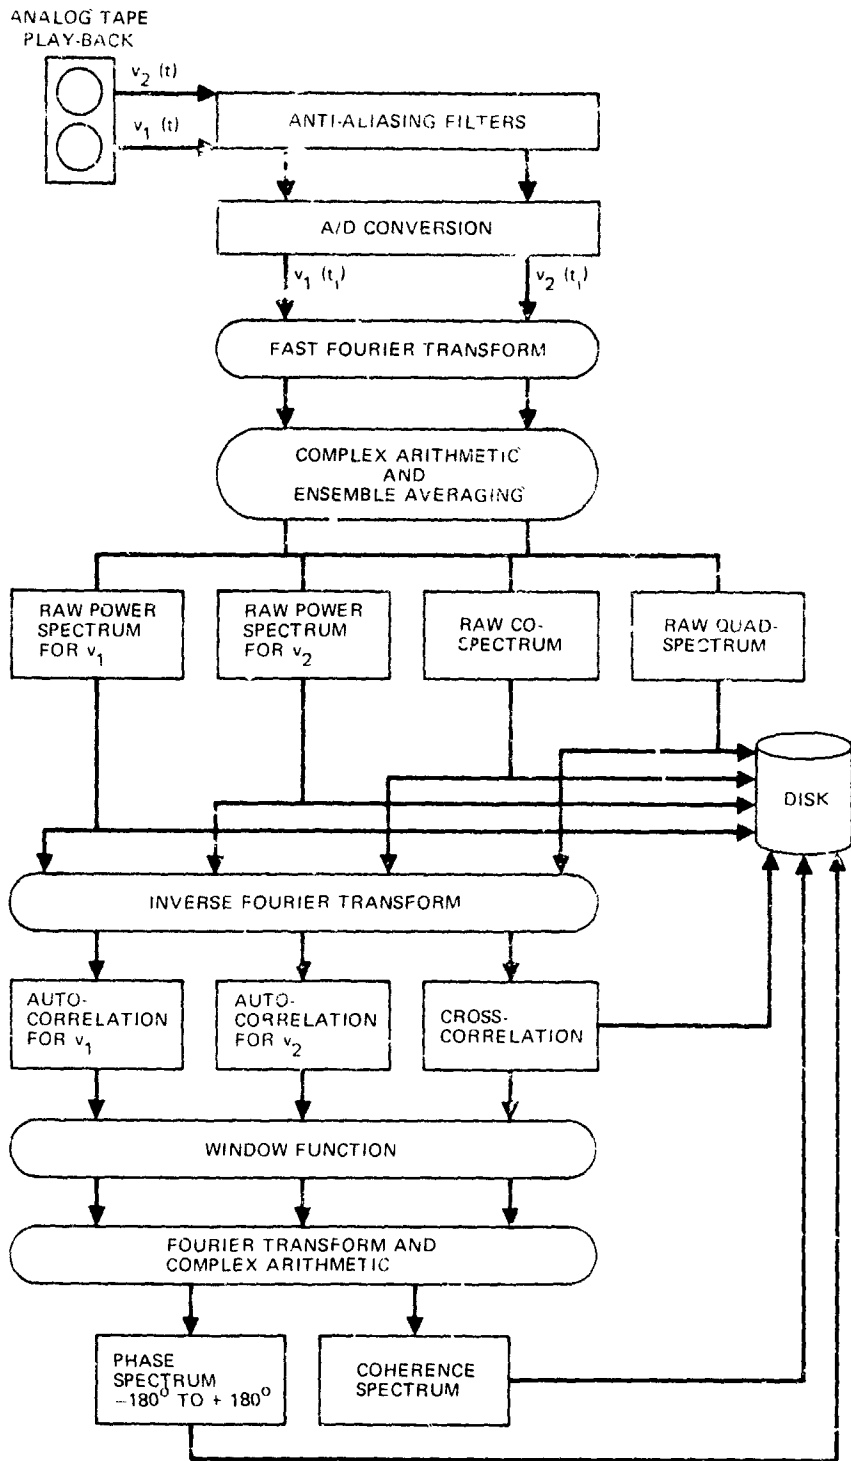 ANALOG TAPE
PLAY-BACK
v2 (t)
v1 (t)
ANTI-ALIASING FILTERS
A/D CONVERSION
v1 (ti)
v2 (ti)
FAST FOURIER TRANSFORM
COMPLEX ARITHMETIC
AND
ENSEMBLE AVERAGING
RAW POWER
SPECTRUM
FOR v1
RAW POWER
SPECTRUM
FOR v2
RAW CO-
SPECTRUM
RAW QUAD-
SPECTRUM
DISK
INVERSE FOURIER TRANSFORM
AUTO-
CORRELATION
FOR v1
AUTO-
CORRELATION
FOR v2
CROSS-
CORRELATION
WINDOW FUNCTION
FOURIER TRANSFORM AND
COMPLEX ARITHMETIC
PHASE
SPECTRUM
–180° TO + 180°
COHERENCE
SPECTRUM